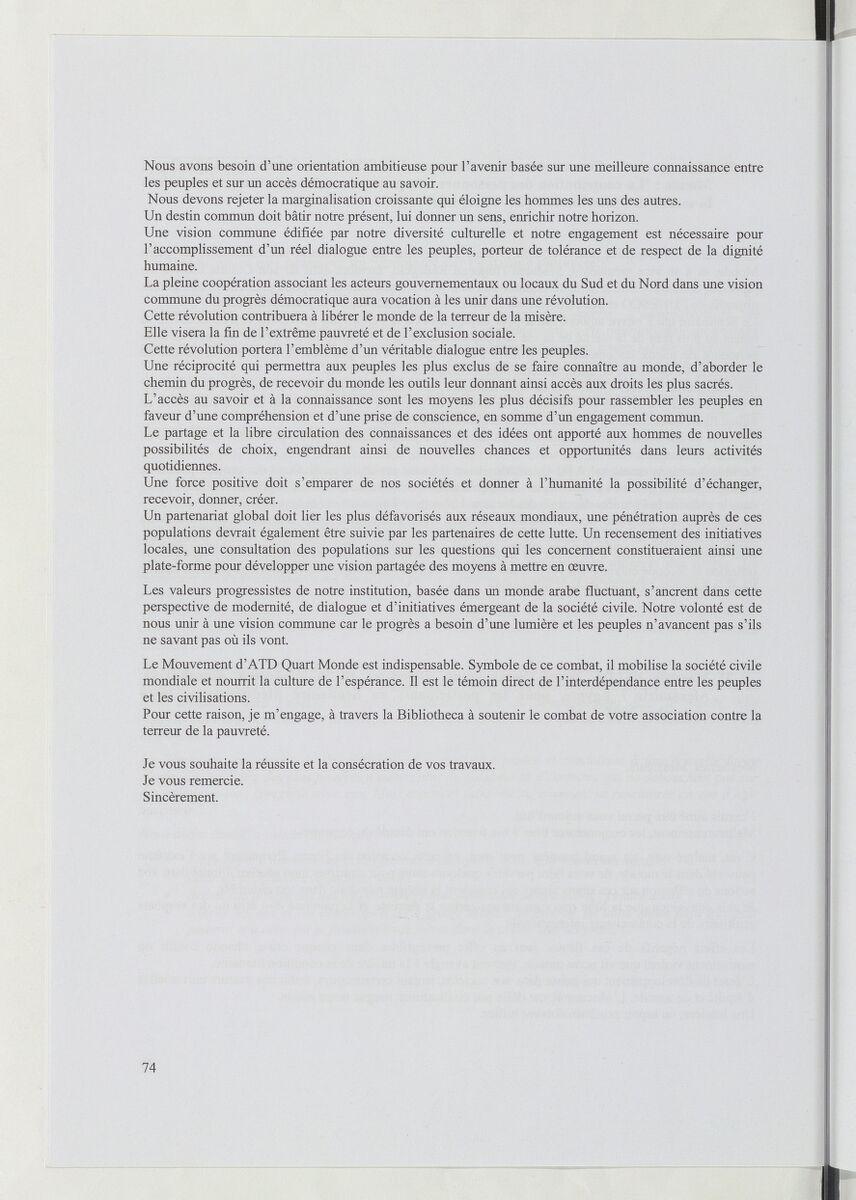 Nous avons besoin d’une orientation ambitieuse pour l’avenir basée sur une meilleure connaissance entre
les peuples et sur un accès démocratique au savoir.
Nous devons rejeter la marginalisation croissante qui éloigne les hommes les uns des autres.
Un destin commun doit bâtir notre présent, lui donner un sens, enrichir notre horizon.
Une vision commune édifiée par notre diversité culturelle et notre engagement est nécessaire pour
l’accomplissement d’un réel dialogue entre les peuples, porteur de tolérance et de respect de la dignité
humaine.
La pleine coopération associant les acteurs gouvernementaux ou locaux du Sud et du Nord dans une vision
commune du progrès démocratique aura vocation à les unir dans une révolution.
Cette révolution contribuera à libérer le monde de la terreur de la misère.
Elle visera la fin de l’extrême pauvreté et de l’exclusion sociale.
Cette révolution portera l’emblème d’un véritable dialogue entre les peuples.
Une réciprocité qui permettra aux peuples les plus exclus de se faire connaître au monde, d’aborder le
chemin du progrès, de recevoir du monde les outils leur donnant ainsi accès aux droits les plus sacrés.
L’accès au savoir et à la connaissance sont les moyens les plus décisifs pour rassembler les peuples en
faveur d’une compréhension et d’une prise de conscience, en somme d’un engagement commun.
Le partage et la libre circulation des connaissances et des idées ont apporté aux hommes de nouvelles
possibilités de choix, engendrant ainsi de nouvelles chances et opportunités dans leurs activités
quotidiennes.
Une force positive doit s’emparer de nos sociétés et donner à l’humanité la possibilité d’échanger,
recevoir, donner, créer.
Un partenariat global doit lier les plus défavorisés aux réseaux mondiaux, une pénétration auprès de ces
populations devrait également être suivie par les partenaires de cette lutte. Un recensement des initiatives
locales, une consultation des populations sur les questions qui les concernent constitueraient ainsi une
plate-forme pour développer une vision partagée des moyens à mettre en œuvre.
Les valeurs progressistes de notre institution, basée dans un monde arabe fluctuant, s’ancrent dans cette
perspective de modernité, de dialogue et d’initiatives émergeant de la société civile. Notre volonté est de
nous unir à une vision commune car le progrès a besoin d’une lumière et les peuples n’avancent pas s’ils
ne savant pas où ils vont.
Le Mouvement d’ATD Quart Monde est indispensable. Symbole de ce combat, il mobilise la société civile
mondiale et nourrit la culture de l’espérance. Il est le témoin direct de l’interdépendance entre les peuples
et les civilisations.
Pour cette raison, je m’engage, à travers la Bibliotheca à soutenir le combat de votre association contre la
terreur de la pauvreté.
Je vous souhaite la réussite et la consécration de vos travaux.
Je vous remercie.
Sincèrement.
74